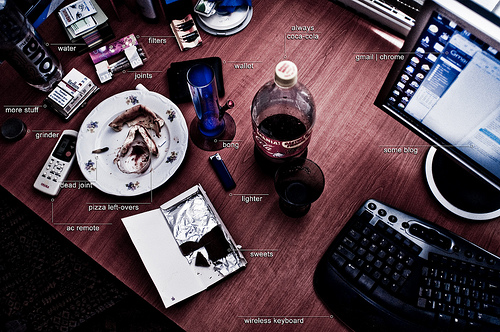 always
coca-cola
filters
water
gmail | chrome
wallet
joints
more stuff
grinder
bong
some blog
dead joint
lighter
pizza left-overs
ac remote
sweets
wireless keyboard